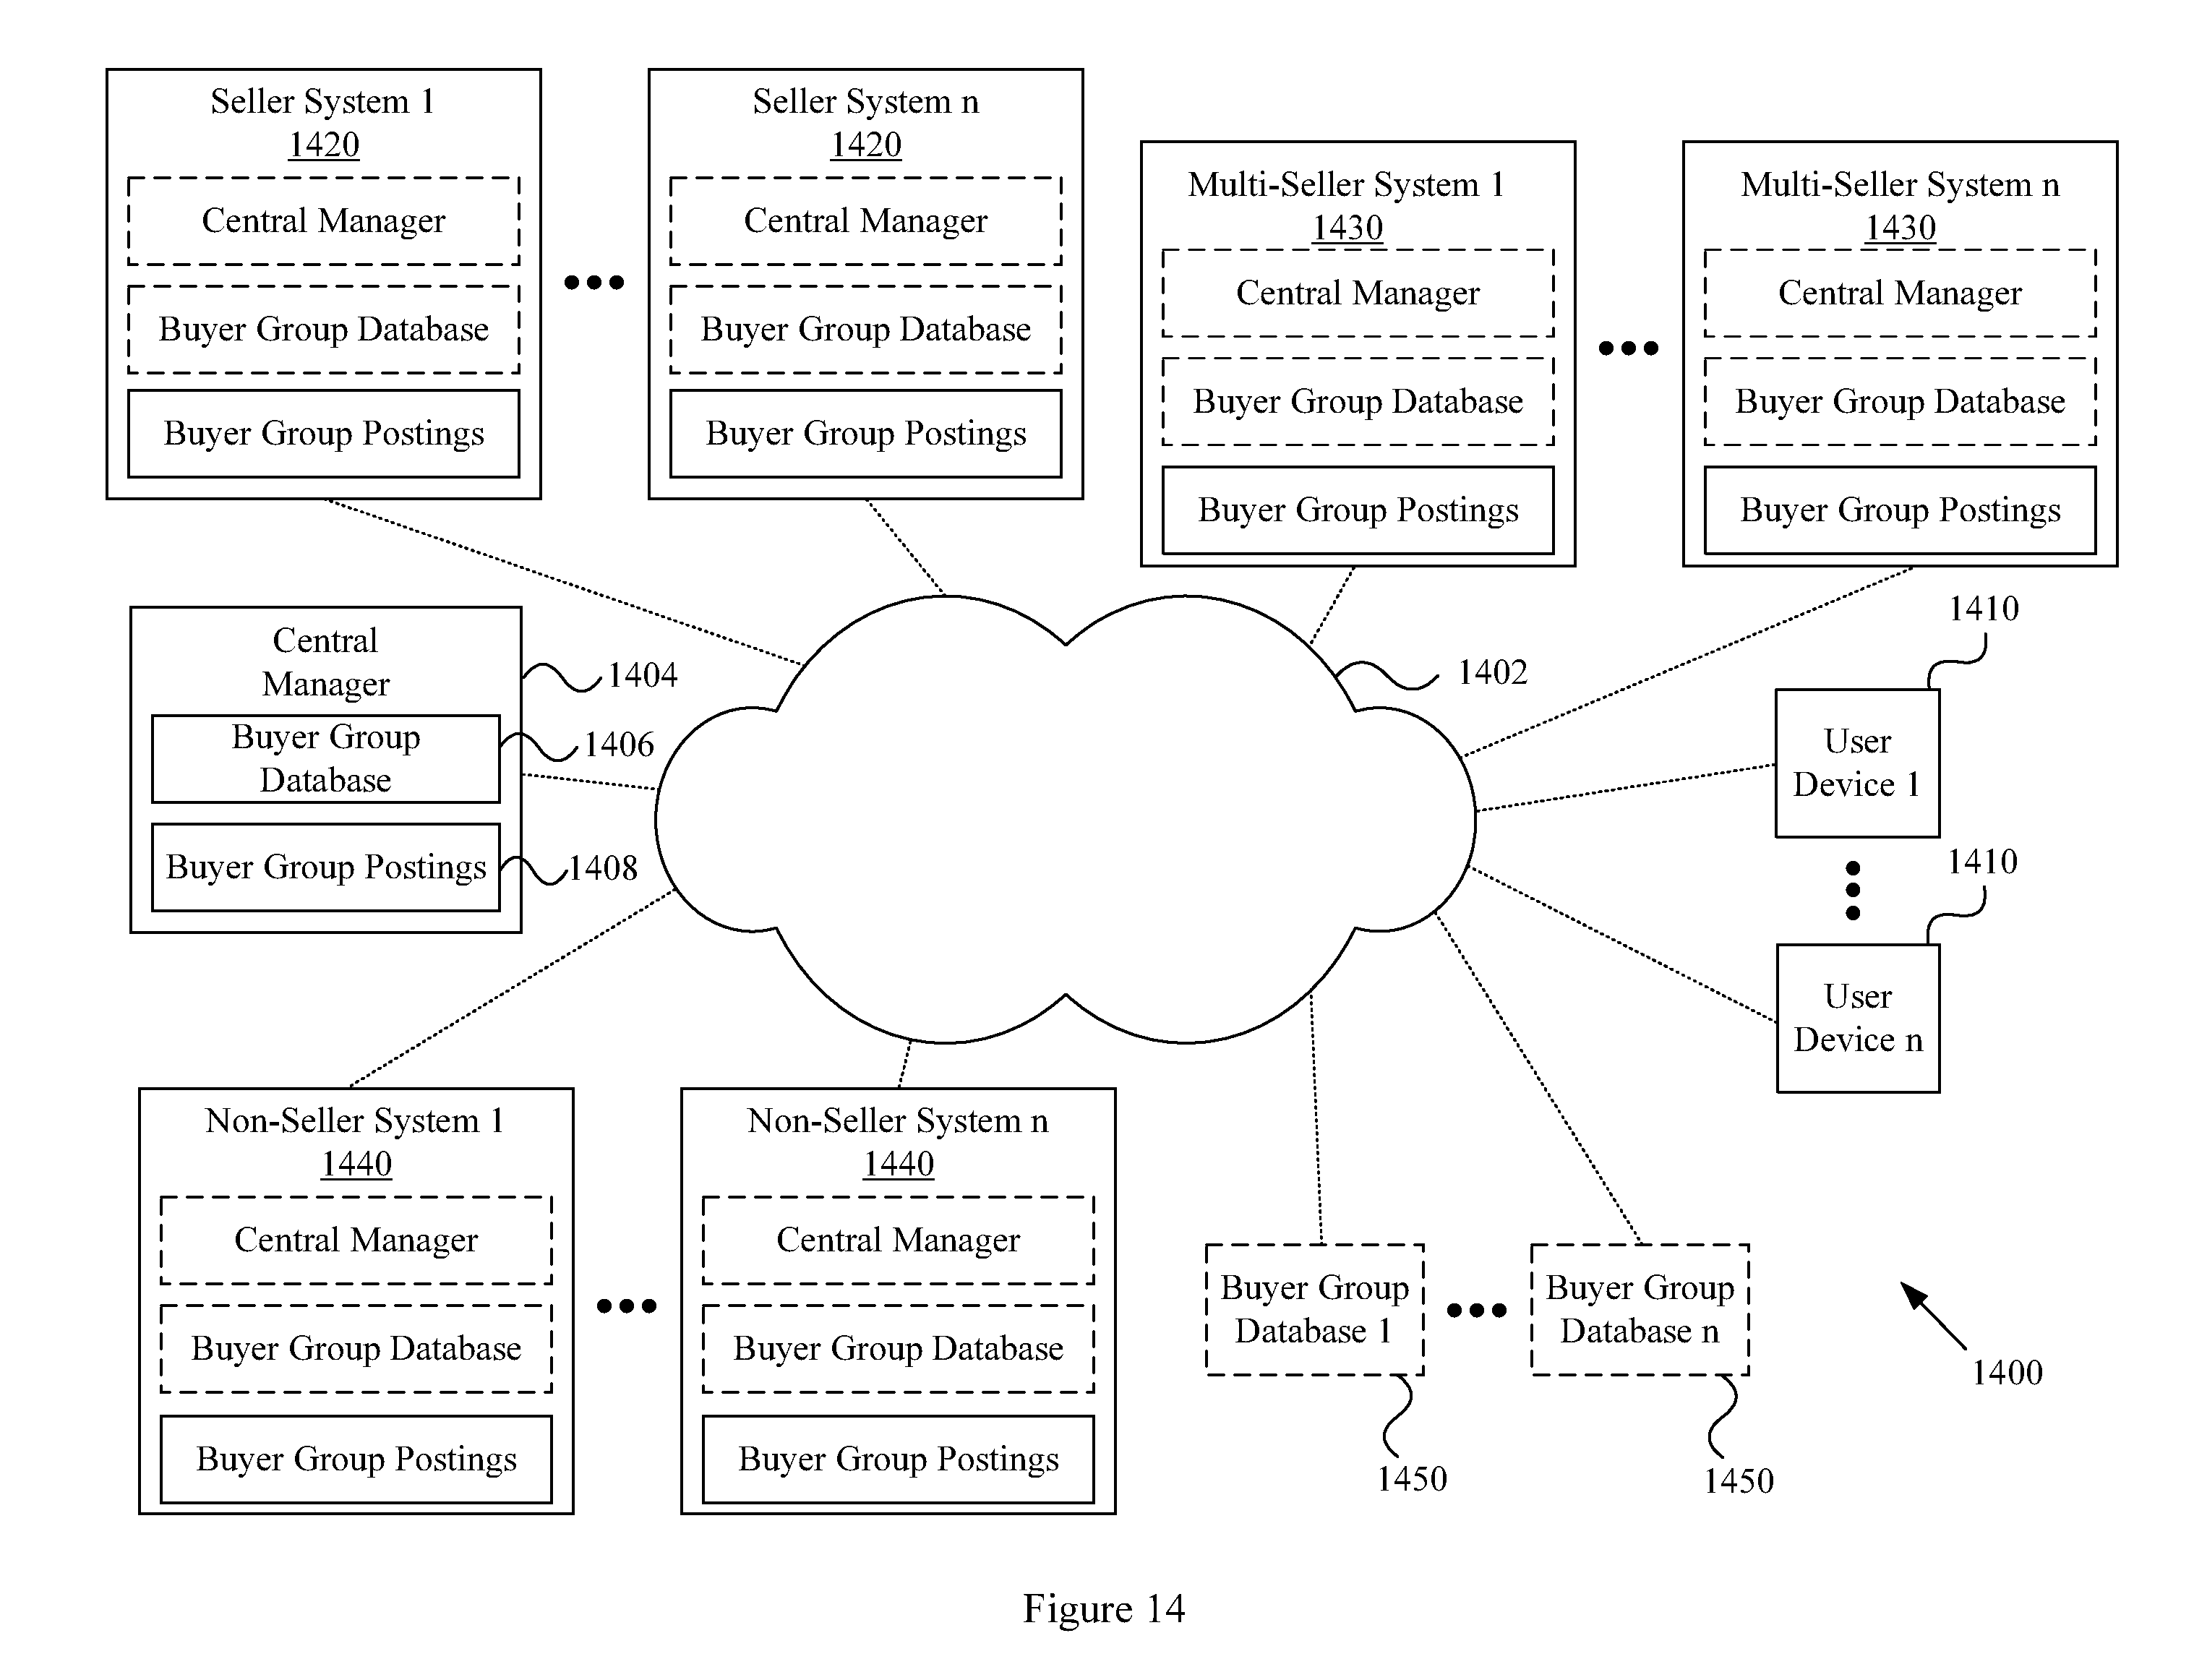 Seller System 1
1420
Central Manager
Buyer Group Database
Buyer Group Postings
Seller System n
1420
Central Manager
Buyer Group Database
Buyer Group Postings
Multi-Seller System 1
1430
Central Manager
Buyer Group Database
Buyer Group Postings
Multi-Seller System n
1430
Central Manager
Buyer Group Database
Buyer Group Postings
Central
Manager
1404
Buyer Group
Database
1406
Buyer Group Postings
1408
1402
1410
User
Device 1
1410
User
Device n
Non-Seller System 1
1440
Central Manager
Buyer Group Database
Buyer Group Postings
Non-Seller System n
1440
Central Manager
Buyer Group Database
Buyer Group Postings
Buyer Group
Database 1
1450
Buyer Group
Database n
1450
1400
Figure 14